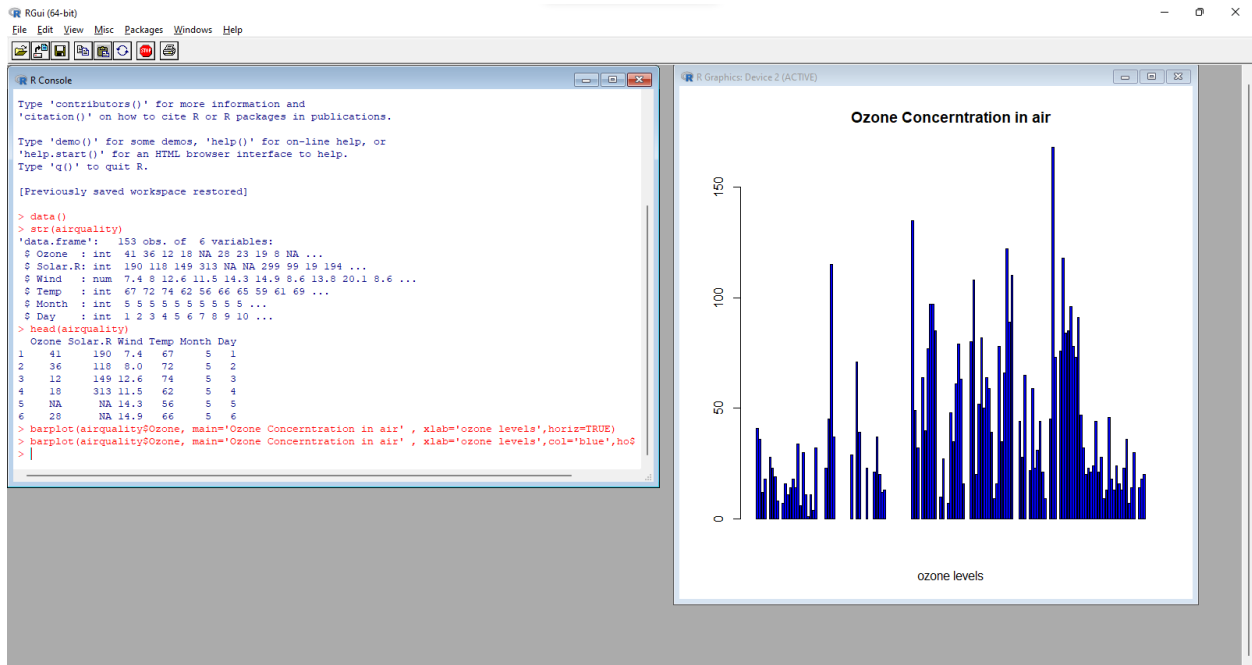 RGui (64-bit)
File Edit View Misc Packages Windows Help
STOP
R Console
Type 'contributors()' for more information and
'citation()' on how to cite R or R packages in publications.
Type 'demo()' for some demos, 'help()' for on-line help, or
'help.start()' for an HTML browser interface to help.
Type 'q()' to quit R.
[Previously saved workspace restored]
> data()
> str(airquality)
'data.frame':   153 obs. of  6 variables:
 $ Ozone  : int  41 36 12 18 NA 28 23 19 8 NA ...
 $ Solar.R: int  190 118 149 313 NA NA 299 99 19 194 ...
 $ Wind   : num  7.4 8 12.6 11.5 14.3 14.9 8.6 13.8 20.1 8.6 ...
 $ Temp   : int  67 72 74 62 56 66 65 59 61 69 ...
 $ Month  : int  5 5 5 5 5 5 5 5 5 5 ...
 $ Day    : int  1 2 3 4 5 6 7 8 9 10 ...
> head(airquality)
  Ozone Solar.R Wind Temp Month Day
1    41     190  7.4   67     5   1
2    36     118  8.0   72     5   2
3    12     149 12.6   74     5   3
4    18     313 11.5   62     5   4
5    NA      NA 14.3   56     5   5
6    28      NA 14.9   66     5   6
> barplot(airquality$Ozone, main='Ozone Concerntration in air' , xlab='ozone levels',horiz=TRUE)
> barplot(airquality$Ozone, main='Ozone Concerntration in air' , xlab='ozone levels',col='blue',ho$
>
R Graphics: Device 2 (ACTIVE)
Ozone Concerntration in air
150
100
50
0
ozone levels